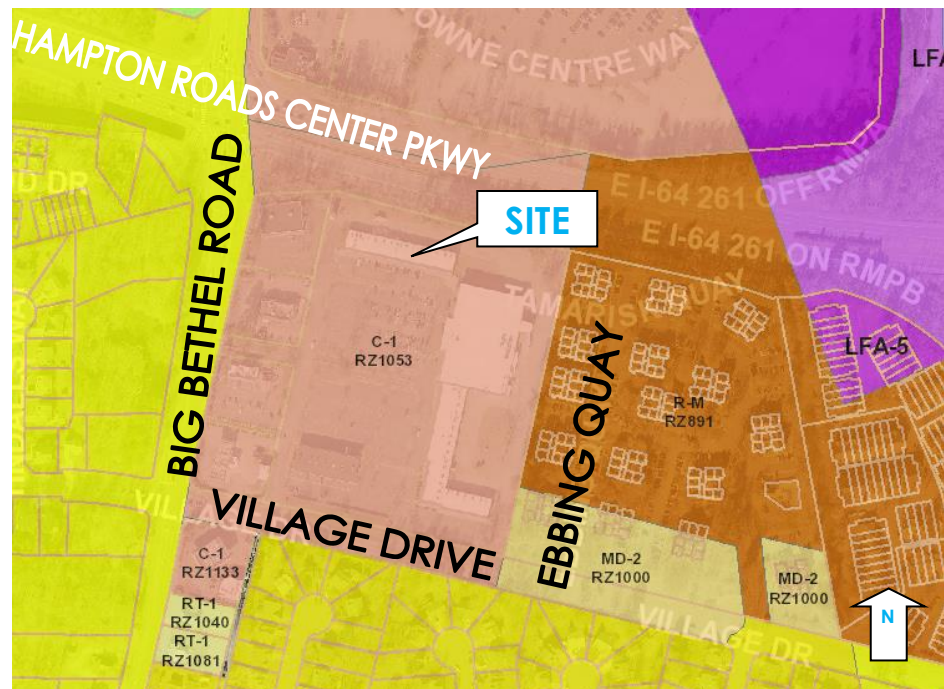 OWNE CENTRE WA
LFA
HAMPTON ROADS CENTER PKWY
BIG BETHEL ROAD
SITE
E I-64 261 OFF RMPA
E I-64 261 ON RMPB
TAMARISK QUAY
C-1
RZ1053
EBBING QUAY
LFA-5
R-M
RZ891
VILLAGE DRIVE
C-1
RZ1133
MD-2
RZ1000
MD-2
RZ1000
RT-1
RZ1040
RT-1
RZ1081
N
VILLAGE DR